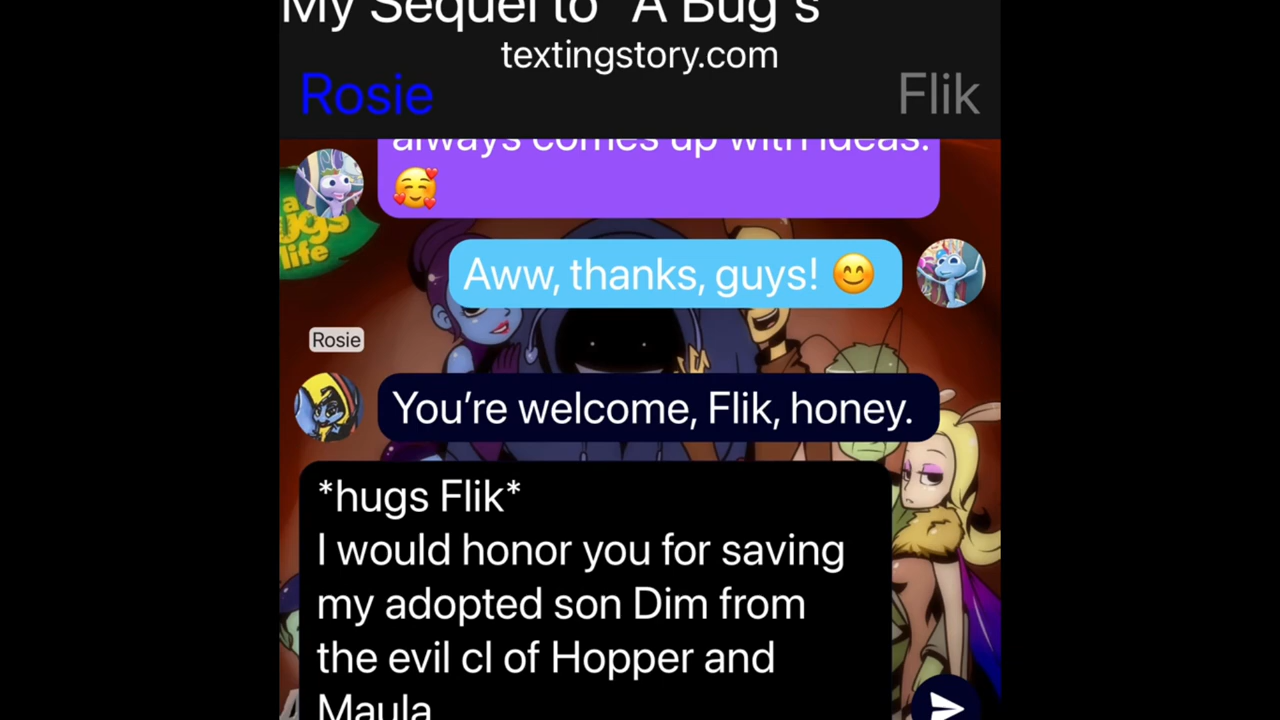 My Sequel to "A Bug's
textingstory.com
Rosie
Flik
always comes up with ideas.
🥰
a
bugs
life
Aww, thanks, guys! 😊
Rosie
You're welcome, Flik, honey.
*hugs Flik*
I would honor you for saving
my adopted son Dim from
the evil cl of Hopper and
Maula